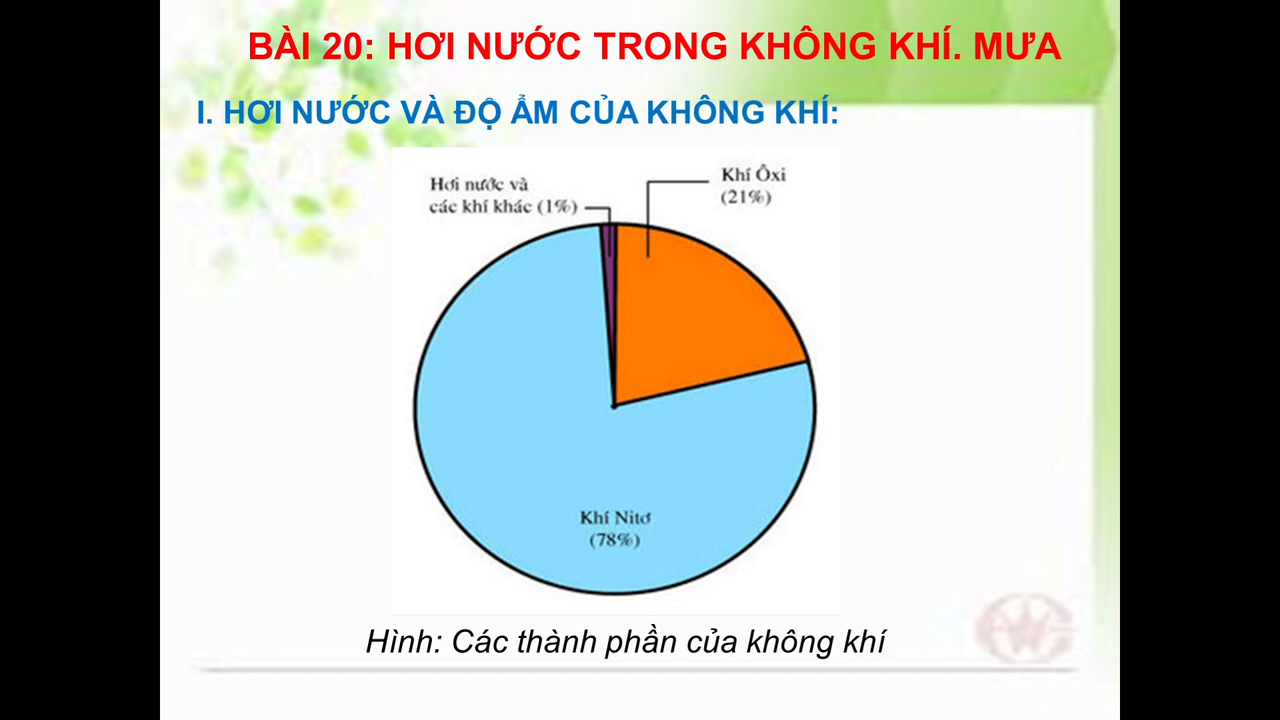 BÀI 20: HƠI NƯỚC TRONG KHÔNG KHÍ. MƯA
I. HƠI NƯỚC VÀ ĐỘ ẨM CỦA KHÔNG KHÍ:
Hơi nước và
các khí khác (1%)
Khí Ôxi
(21%)
Khí Nitơ
(78%)
Hình: Các thành phần của không khí